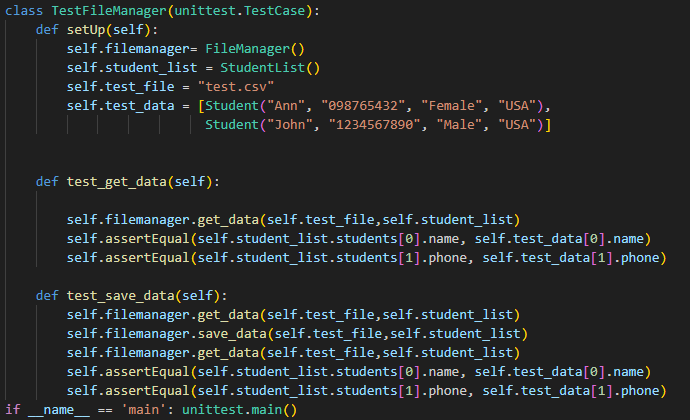 class TestFileManager(unittest.TestCase):
def setUp(self):
self.filemanager= FileManager()
self.student_list = StudentList()
self.test_file = "test.csv"
self.test_data = [Student("Ann", "098765432", "Female", "USA"),
Student("John", "1234567890", "Male", "USA")]
def test_get_data(self):
self.filemanager.get_data(self.test_file,self.student_list)
self.assertEqual(self.student_list.students[0].name, self.test_data[0].name)
self.assertEqual(self.student_list.students[1].phone, self.test_data[1].phone)
def test_save_data(self):
self.filemanager.get_data(self.test_file,self.student_list)
self.filemanager.save_data(self.test_file,self.student_list)
self.filemanager.get_data(self.test_file,self.student_list)
self.assertEqual(self.student_list.students[0].name, self.test_data[0].name)
self.assertEqual(self.student_list.students[1].phone, self.test_data[1].phone)
if __name__ == 'main': unittest.main()